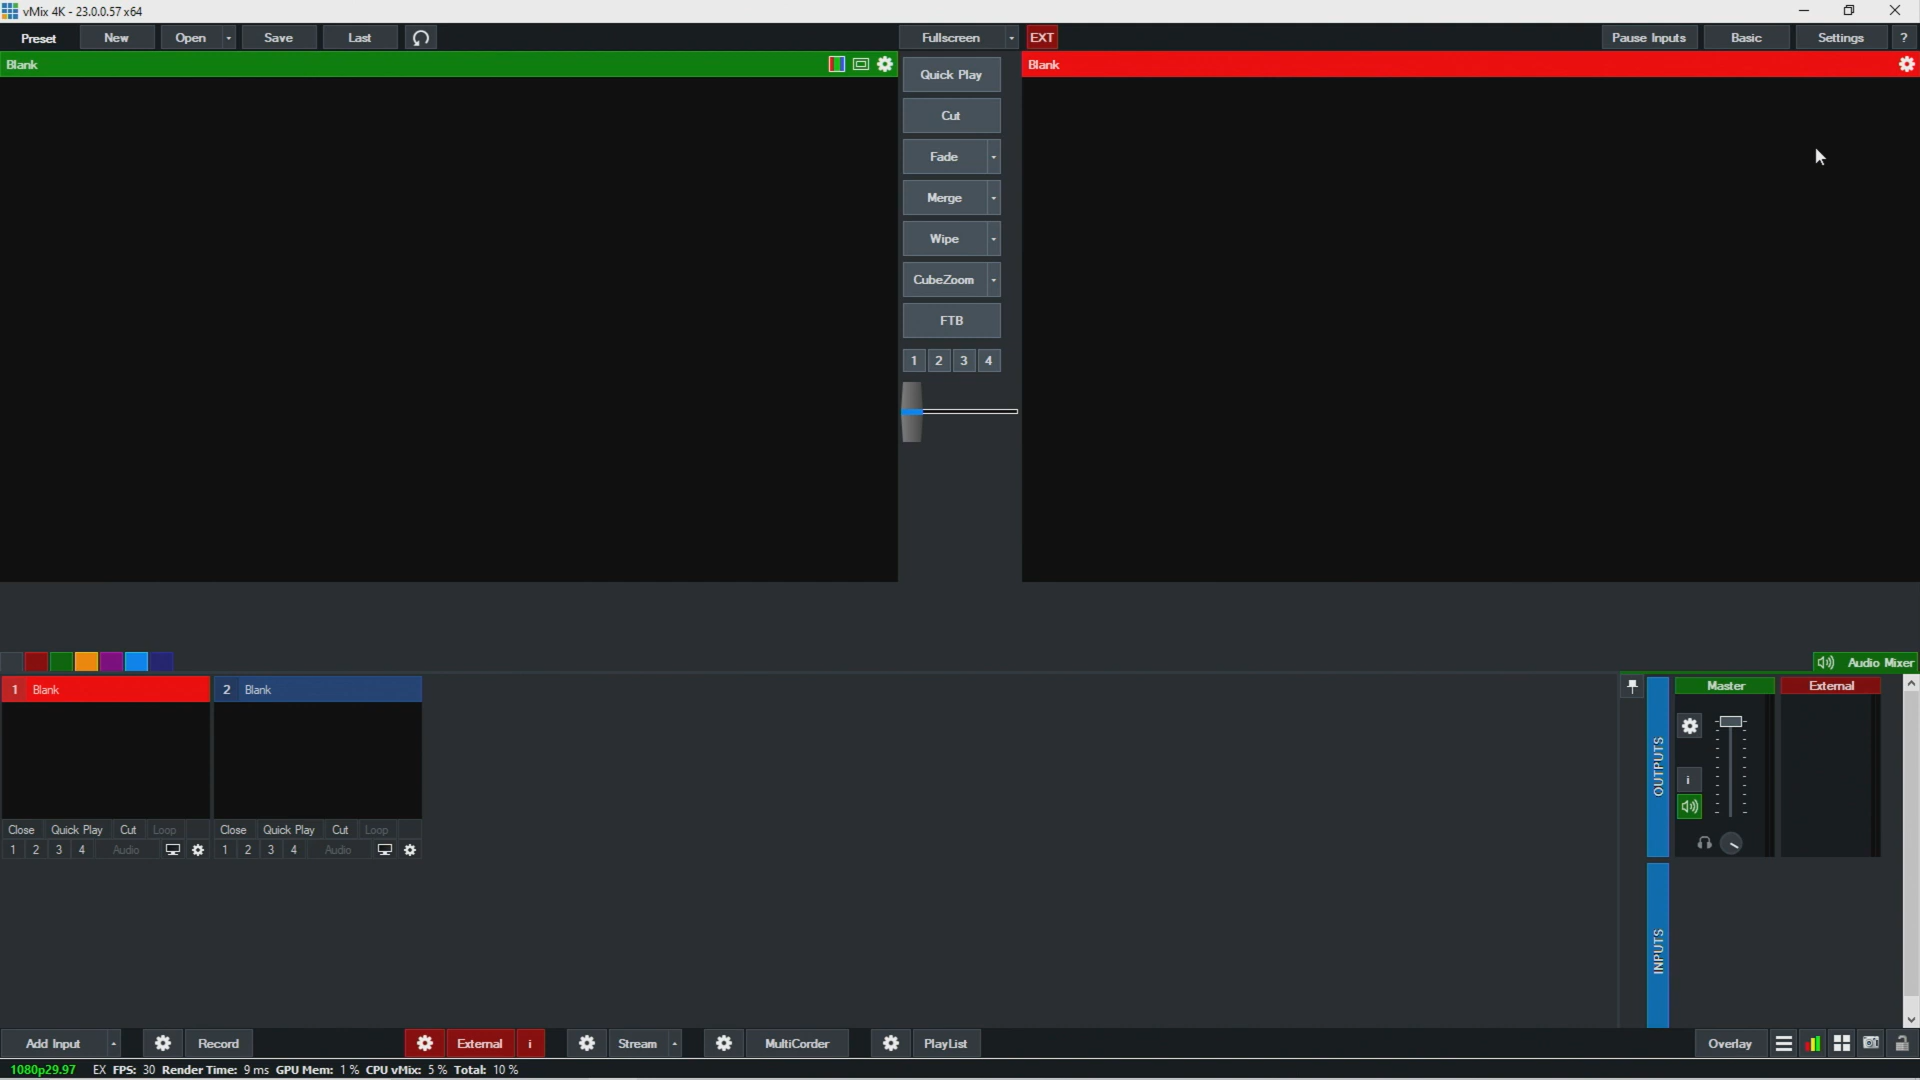 vMix 4K - 23.0.0.57 x64
Preset New Open Save Last Fullscreen EXT Pause Inputs Basic Settings ?
Blank
Blank
Quick Play
Cut
Fade
Merge
Wipe
CubeZoom
FTB
1 2 3 4
Audio Mixer
1 Blank
2 Blank
Master
External
OUTPUTS
i
Close Quick Play Cut Loop
Close Quick Play Cut Loop
1 2 3 4 Audio
1 2 3 4 Audio
INPUTS
Add Input Record External i Stream MultiCorder PlayList Overlay
1080p29.97 EX FPS: 30 Render Time: 9 ms GPU Mem: 1 % CPU vMix: 5 % Total: 10 %